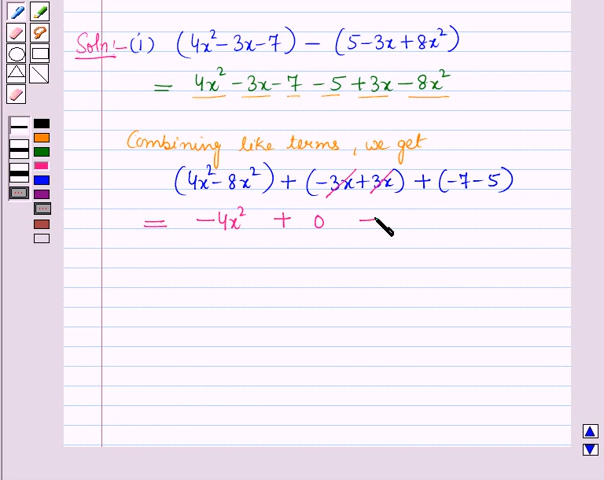 Soln:- (i) (4x² - 3x - 7) - (5 - 3x + 8x²)
= 4x² - 3x - 7 - 5 + 3x - 8x²
Combining like terms, we get
(4x² - 8x²) + (-3x + 3x) + (-7 - 5)
= -4x² + 0 -